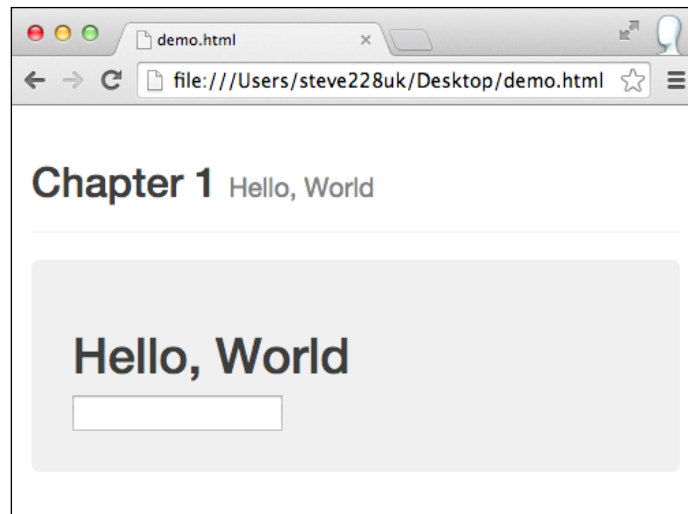 demo.html
file:///Users/steve228uk/Desktop/demo.html
Chapter 1 Hello, World
Hello, World